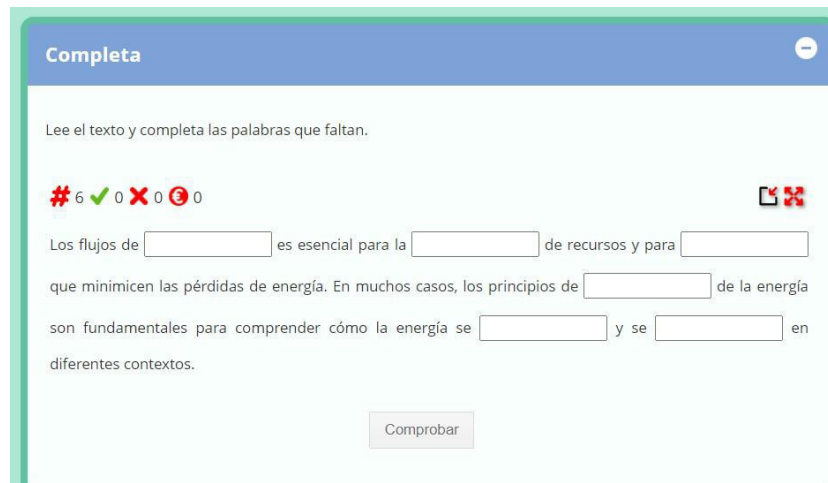 Completa
Lee el texto y completa las palabras que faltan.
# 6 0 0 0
Los flujos de es esencial para la de recursos y para
que minimicen las pérdidas de energía. En muchos casos, los principios de de la energía
son fundamentales para comprender cómo la energía se y se en
diferentes contextos.
Comprobar